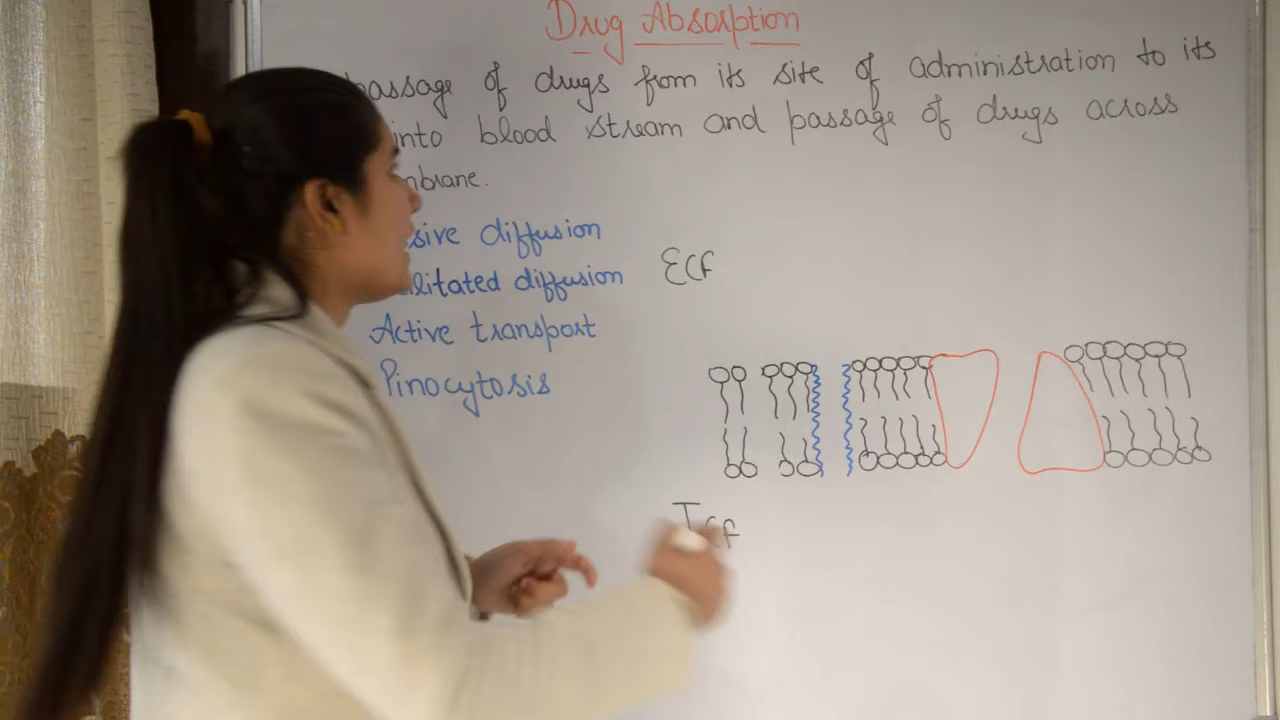 Drug Absorption
passage of drugs from its site of administration to its
into blood stream and passage of drugs across
mbrane.
sive diffusion
ilitated diffusion
Active transport
Pinocytosis
ECF
ICF